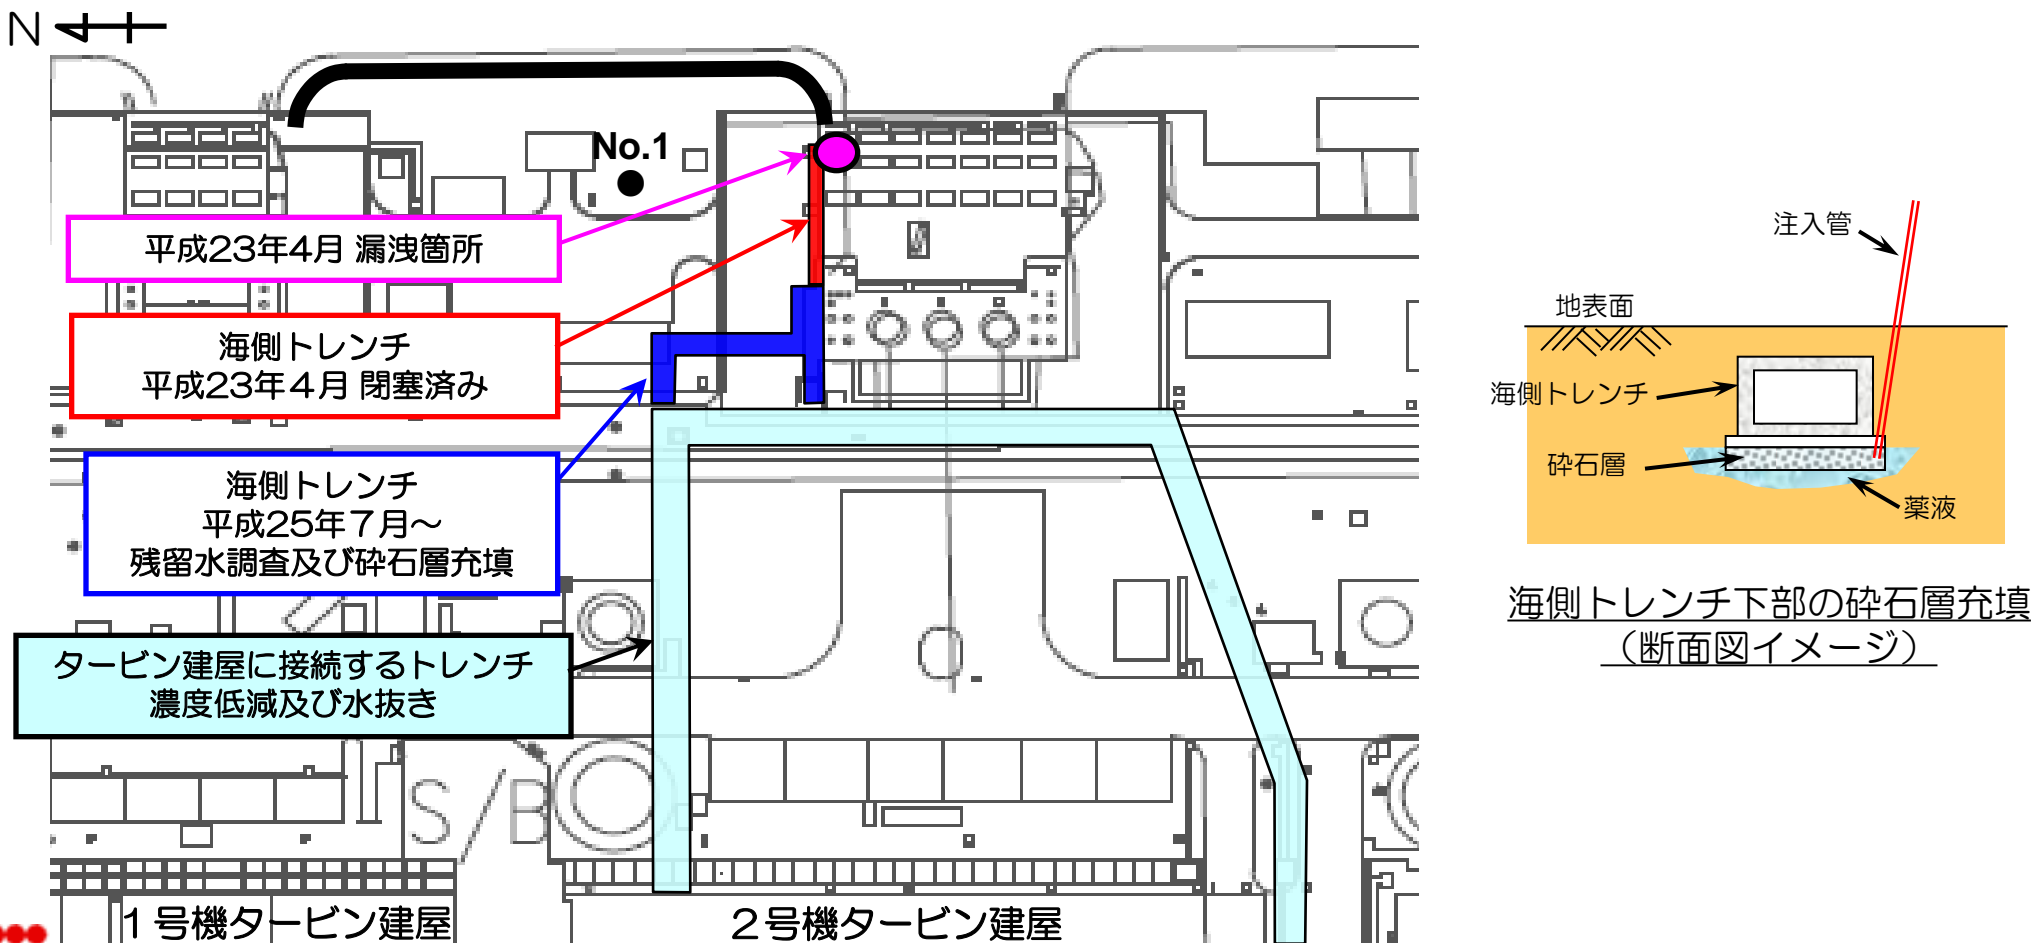 N
No.1
平成23年4月 漏洩箇所
海側トレンチ
平成23年4月 閉塞済み
海側トレンチ
平成25年7月～
残留水調査及び砕石層充填
タービン建屋に接続するトレンチ
濃度低減及び水抜き
S/B
1号機タービン建屋
2号機タービン建屋
注入管
地表面
海側トレンチ
砕石層
薬液
海側トレンチ下部の砕石層充填
（断面図イメージ）